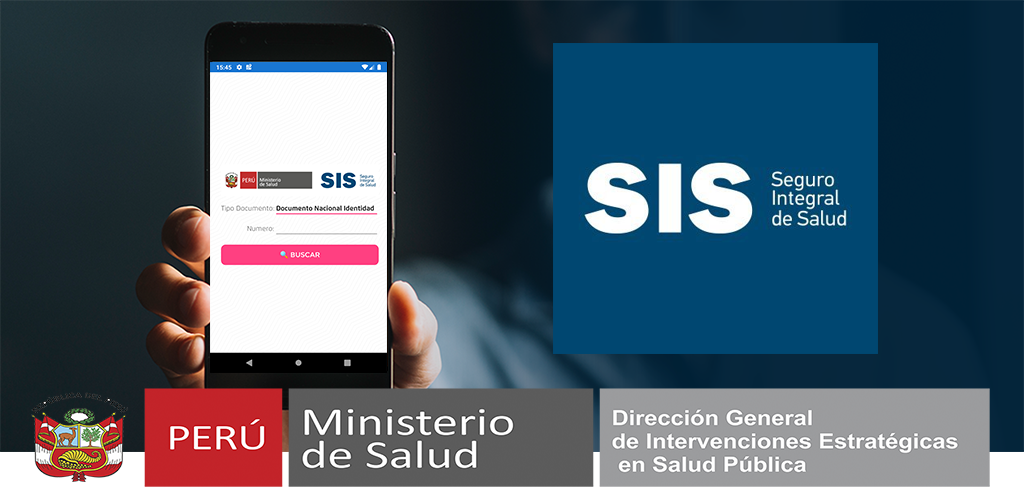 15:45
PERÚ
Ministerio
de Salud
SIS
Seguro
Integral
de Salud
Tipo Documento: Documento Nacional Identidad
Numero:
BUSCAR
SIS
Seguro
Integral
de Salud
PERÚ
Ministerio
de Salud
Dirección General
de Intervenciones Estratégicas
en Salud Pública